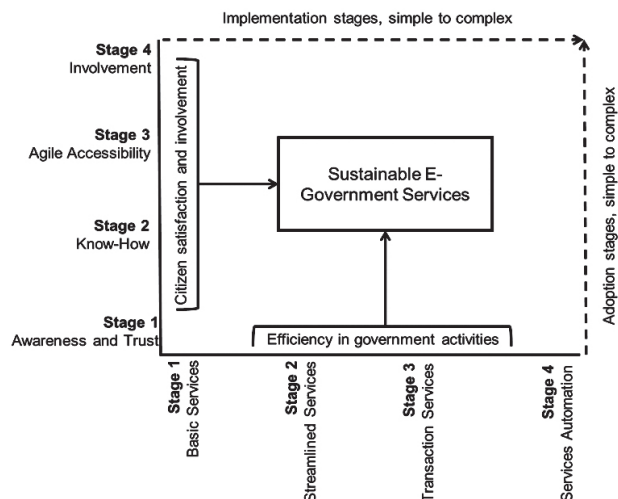 Implementation stages, simple to complex
Stage 4
Involvement
Stage 3
Agile Accessibility
Stage 2
Know-How
Stage 1
Awareness and Trust
Citizen satisfaction and involvement
Sustainable E-
Government Services
Efficiency in government activities
Adoption stages, simple to complex
Stage 1
Basic Services
Stage 2
Streamlined Services
Stage 3
Transaction Services
Stage 4
Services Automation